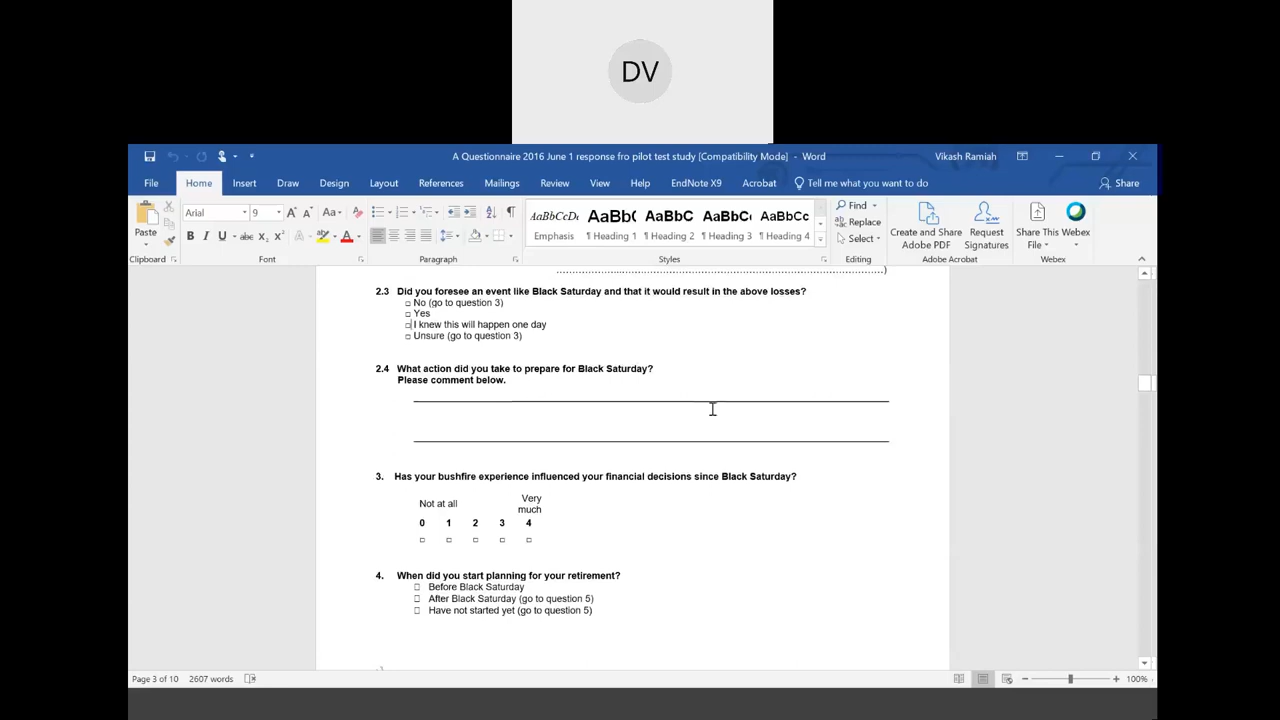 DV
A Questionnaire 2016 June 1 response fro pilot test study [Compatibility Mode] - Word
Vikash Ramiah
File Home Insert Draw Design Layout References Mailings Review View Help EndNote X9 Acrobat Tell me what you want to do Share
Paste
Clipboard
Arial 9
Aa
B I U abc X₂ X²
Font
Paragraph
AaBbCcDc AaBbC AaBbC AaBbCc AaBbCc
Emphasis ¶ Heading 1 ¶ Heading 2 ¶ Heading 3 ¶ Heading 4
Styles
Find
Replace
Select
Editing
Create and Share Adobe PDF
Request Signatures
Adobe Acrobat
Share This File
Webex
Webex
........................................................................................................)
2.3 Did you foresee an event like Black Saturday and that it would result in the above losses?
□ No (go to question 3)
□ Yes
□ I knew this will happen one day
□ Unsure (go to question 3)
2.4 What action did you take to prepare for Black Saturday?
Please comment below.
3. Has your bushfire experience influenced your financial decisions since Black Saturday?
Not at all Very much
0 1 2 3 4
□ □ □ □ □
4. When did you start planning for your retirement?
□ Before Black Saturday
□ After Black Saturday (go to question 5)
□ Have not started yet (go to question 5)
Page 3 of 10 2607 words
100%